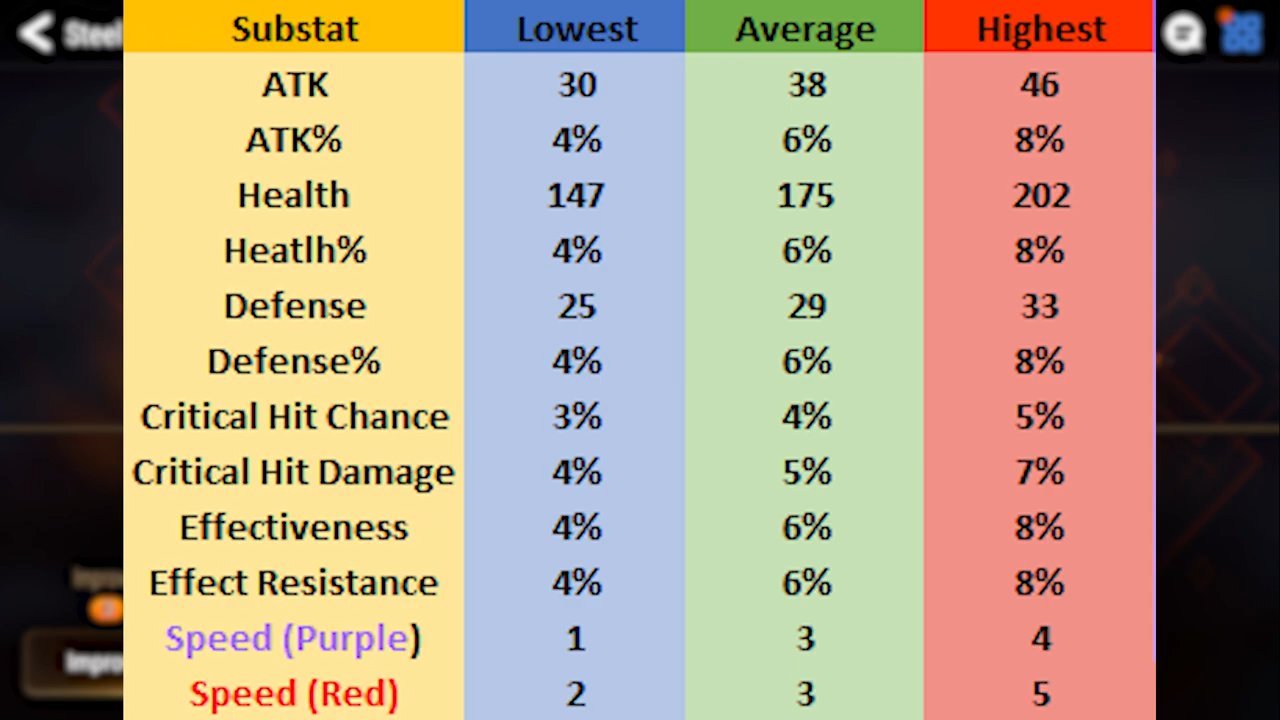 Steel
Substat Lowest Average Highest
ATK 30 38 46
ATK% 4% 6% 8%
Health 147 175 202
Heatlh% 4% 6% 8%
Defense 25 29 33
Defense% 4% 6% 8%
Critical Hit Chance 3% 4% 5%
Critical Hit Damage 4% 5% 7%
Effectiveness 4% 6% 8%
Effect Resistance 4% 6% 8%
Speed (Purple) 1 3 4
Speed (Red) 2 3 5